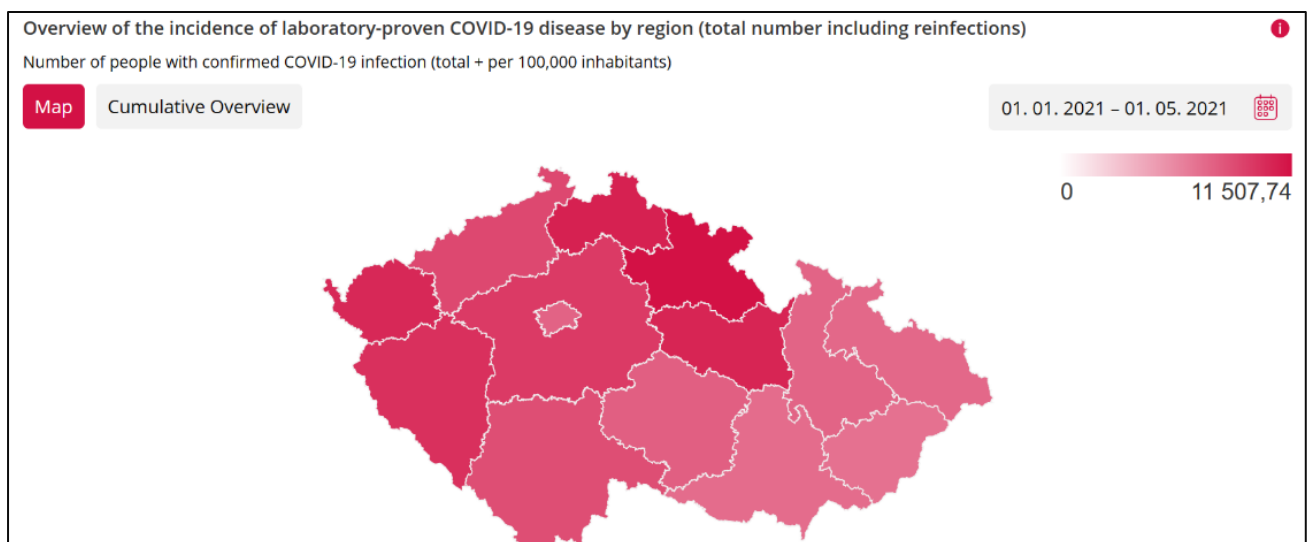 Overview of the incidence of laboratory-proven COVID-19 disease by region (total number including reinfections)
i
Number of people with confirmed COVID-19 infection (total + per 100,000 inhabitants)
Map
Cumulative Overview
01. 01. 2021 – 01. 05. 2021
0
11 507,74